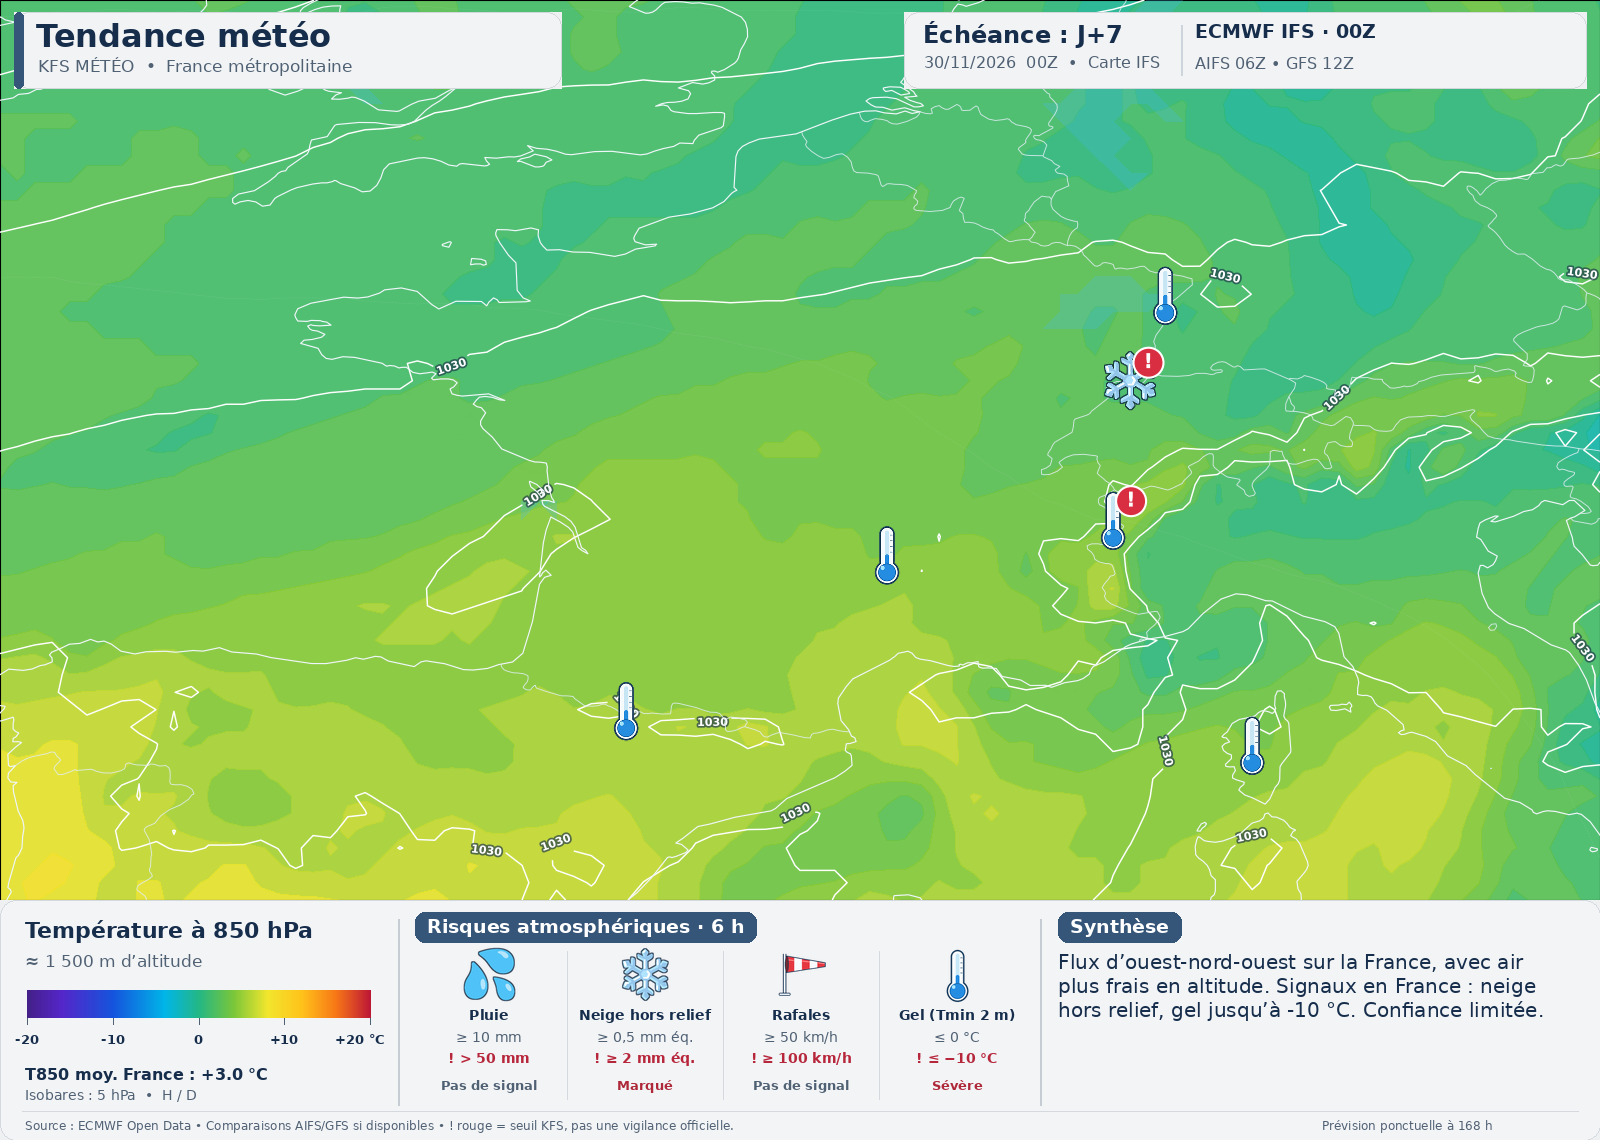 Tendance météo
KFS MÉTÉO • France métropolitaine
Échéance : J+7
30/11/2026 00Z • Carte IFS
ECMWF IFS · 00Z
AIFS 06Z • GFS 12Z
1030
1030
1030
1030
1030
1030
1030
1030
1030
1030
1030
1030
1030
!
!
Température à 850 hPa
≈ 1 500 m d’altitude
-20 -10 0 +10 +20 °C
T850 moy. France : +3.0 °C
Isobares : 5 hPa • H / D
Risques atmosphériques · 6 h
Pluie
≥ 10 mm
! > 50 mm
Pas de signal
Neige hors relief
≥ 0,5 mm éq.
! ≥ 2 mm éq.
Marqué
Rafales
≥ 50 km/h
! ≥ 100 km/h
Pas de signal
Gel (Tmin 2 m)
≤ 0 °C
! ≤ −10 °C
Sévère
Synthèse
Flux d’ouest-nord-ouest sur la France, avec air
plus frais en altitude. Signaux en France : neige
hors relief, gel jusqu’à -10 °C. Confiance limitée.
Source : ECMWF Open Data • Comparaisons AIFS/GFS si disponibles • ! rouge = seuil KFS, pas une vigilance officielle.
Prévision ponctuelle à 168 h